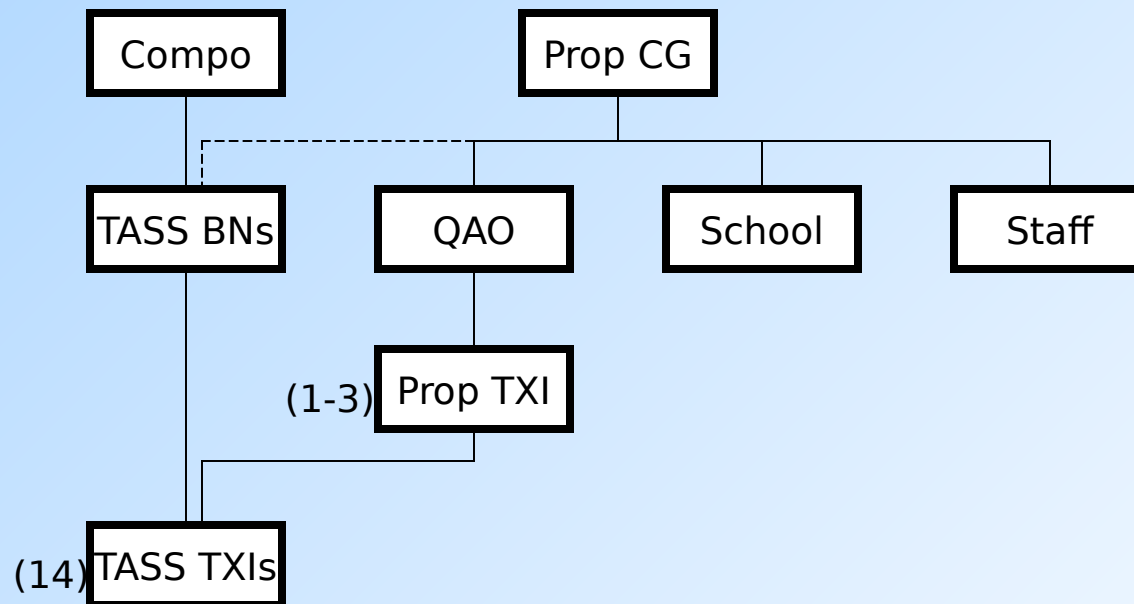 Compo
Prop CG
TASS BNs
QAO
School
Staff
(1-3)
Prop TXI
(14)
TASS TXIs